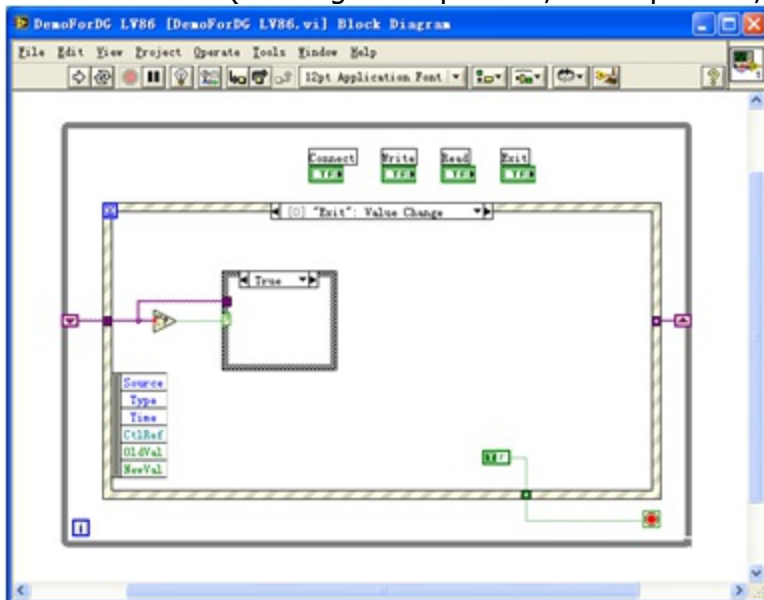 DemoForDG LV86 [DemoForDG LV86.vi] Block Diagram
File Edit View Project Operate Tools Window Help
12pt Application Font
Connect Write Read Exit
TF TF TF TF
[0] "Exit": Value Change
True
Source
Type
Time
CtlRef
OldVal
NewVal
TF
i